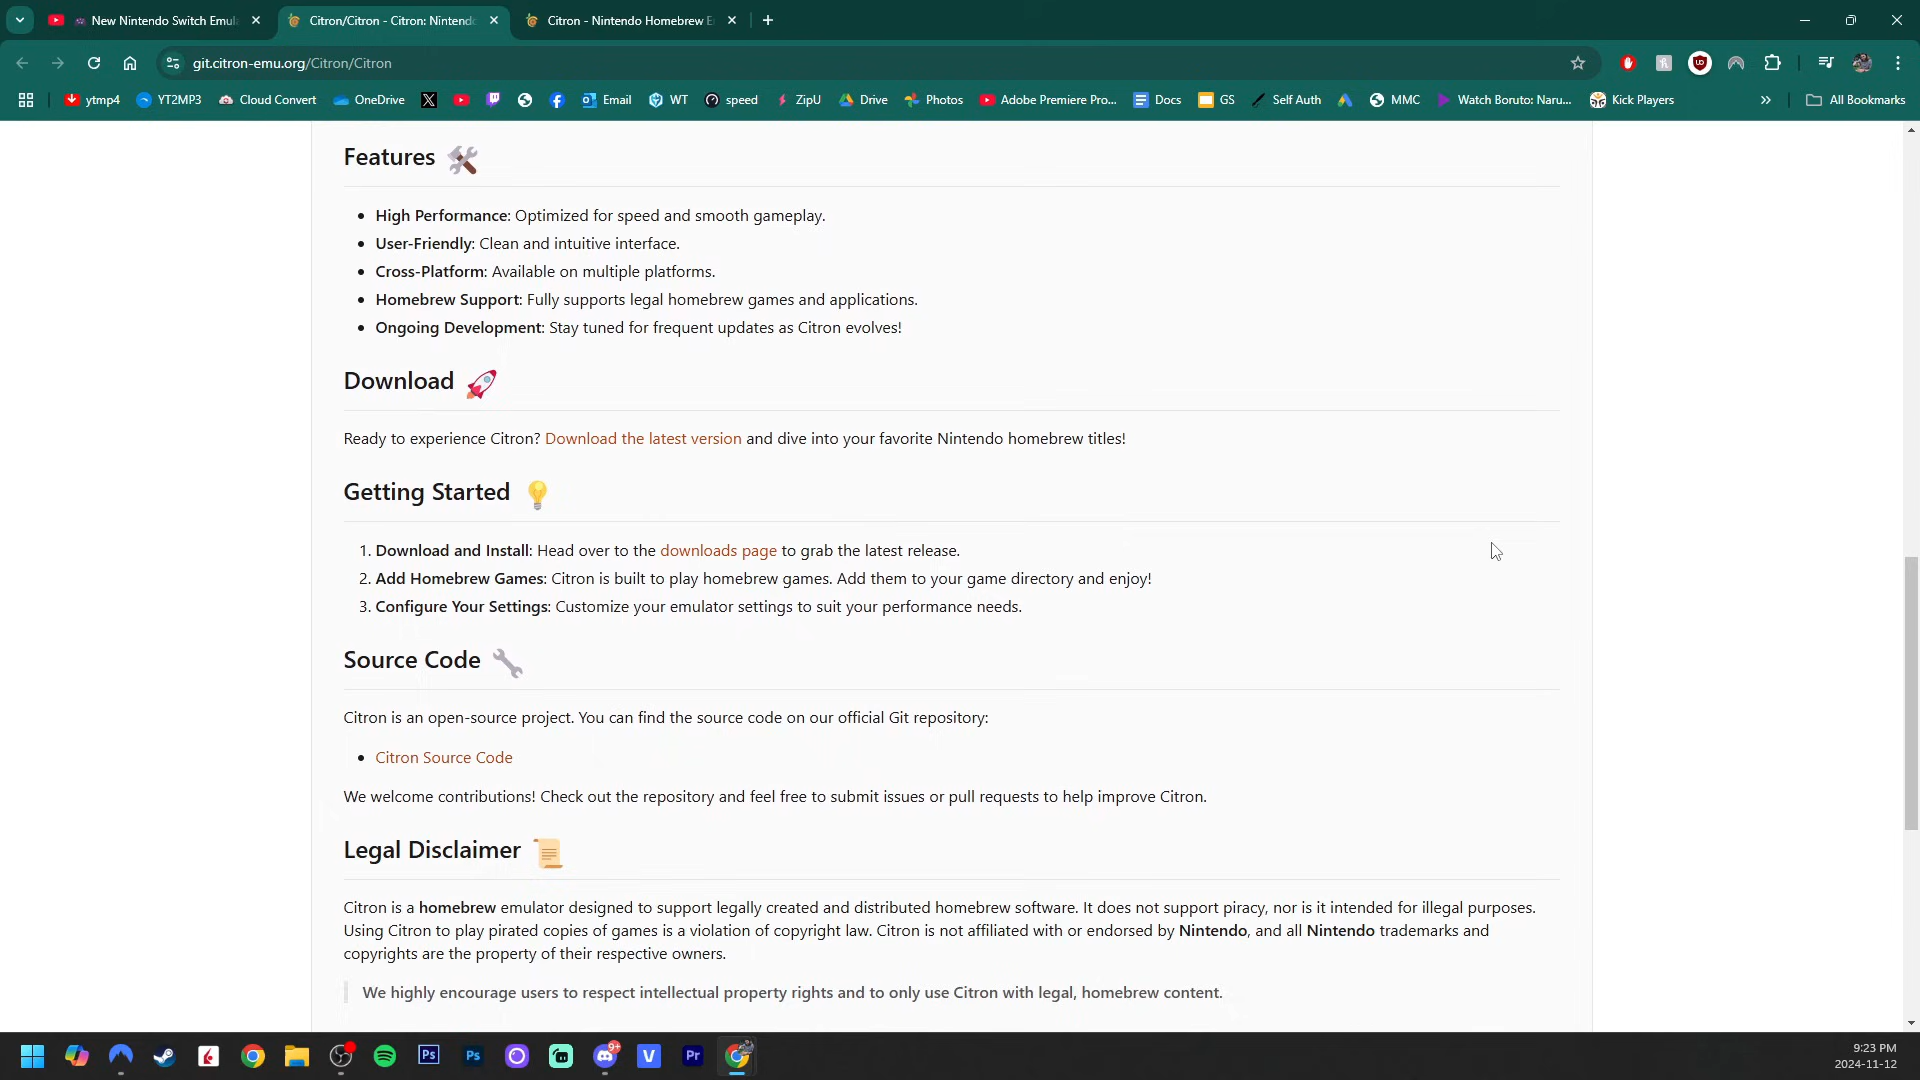 New Nintendo Switch Emul
Citron/Citron - Citron: Nintendo
Citron - Nintendo Homebrew E
git.citron-emu.org/Citron/Citron
ytmp4
YT2MP3
Cloud Convert
OneDrive
Email
WT
speed
ZipU
Drive
Photos
Adobe Premiere Pro...
Docs
GS
Self Auth
MMC
Watch Boruto: Naru...
Kick Players
»
All Bookmarks
Features
• High Performance: Optimized for speed and smooth gameplay.
• User-Friendly: Clean and intuitive interface.
• Cross-Platform: Available on multiple platforms.
• Homebrew Support: Fully supports legal homebrew games and applications.
• Ongoing Development: Stay tuned for frequent updates as Citron evolves!
Download
Ready to experience Citron? Download the latest version and dive into your favorite Nintendo homebrew titles!
Getting Started
1. Download and Install: Head over to the downloads page to grab the latest release.
2. Add Homebrew Games: Citron is built to play homebrew games. Add them to your game directory and enjoy!
3. Configure Your Settings: Customize your emulator settings to suit your performance needs.
Source Code
Citron is an open-source project. You can find the source code on our official Git repository:
• Citron Source Code
We welcome contributions! Check out the repository and feel free to submit issues or pull requests to help improve Citron.
Legal Disclaimer
Citron is a homebrew emulator designed to support legally created and distributed homebrew software. It does not support piracy, nor is it intended for illegal purposes.
Using Citron to play pirated copies of games is a violation of copyright law. Citron is not affiliated with or endorsed by Nintendo, and all Nintendo trademarks and
copyrights are the property of their respective owners.
We highly encourage users to respect intellectual property rights and to only use Citron with legal, homebrew content.
Ps
Ps
9+
V
Pr
9:23 PM
2024-11-12